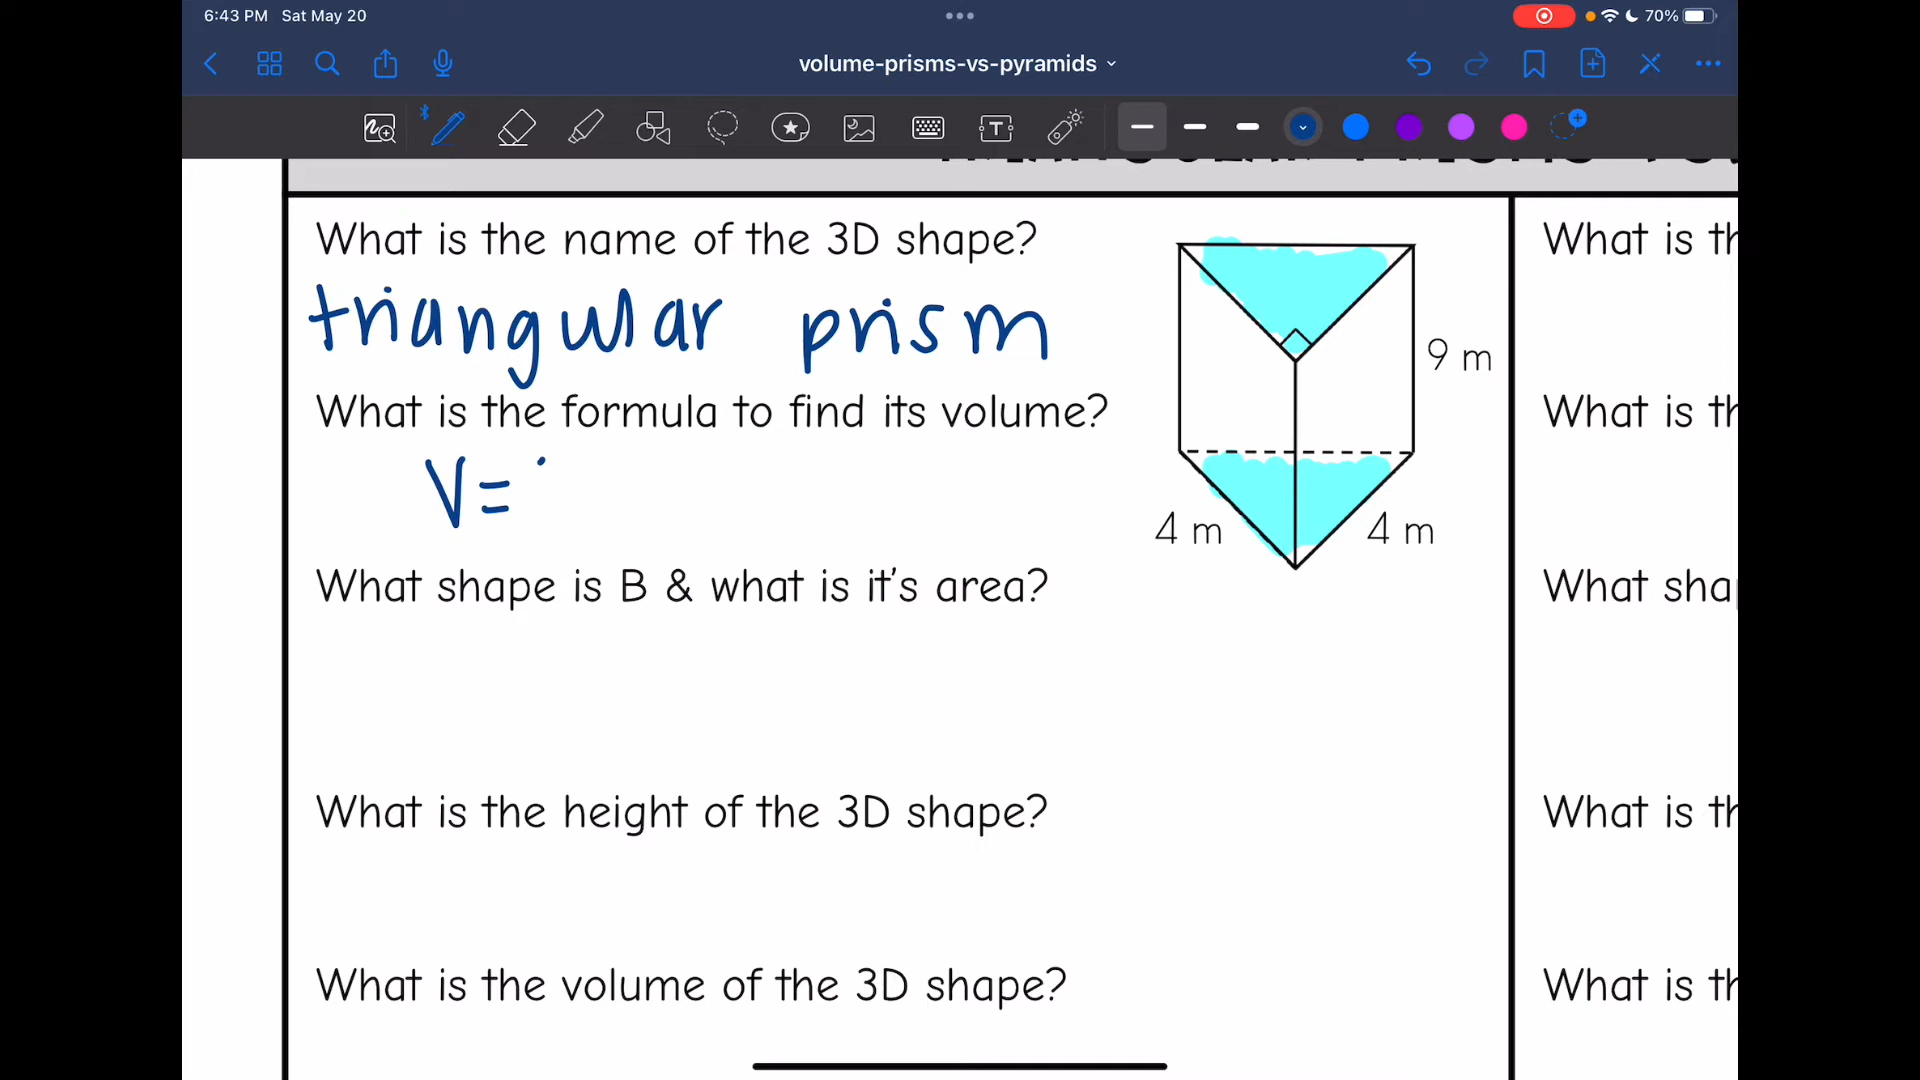 6:43 PM Sat May 20
70%
volume-prisms-vs-pyramids
T
What is the name of the 3D shape?
triangular prism
9 m
What is the formula to find its volume?
V=
4 m
4 m
What shape is B & what is it's area?
What is the height of the 3D shape?
What is the volume of the 3D shape?
What is th
What is th
What shap
What is th
What is th